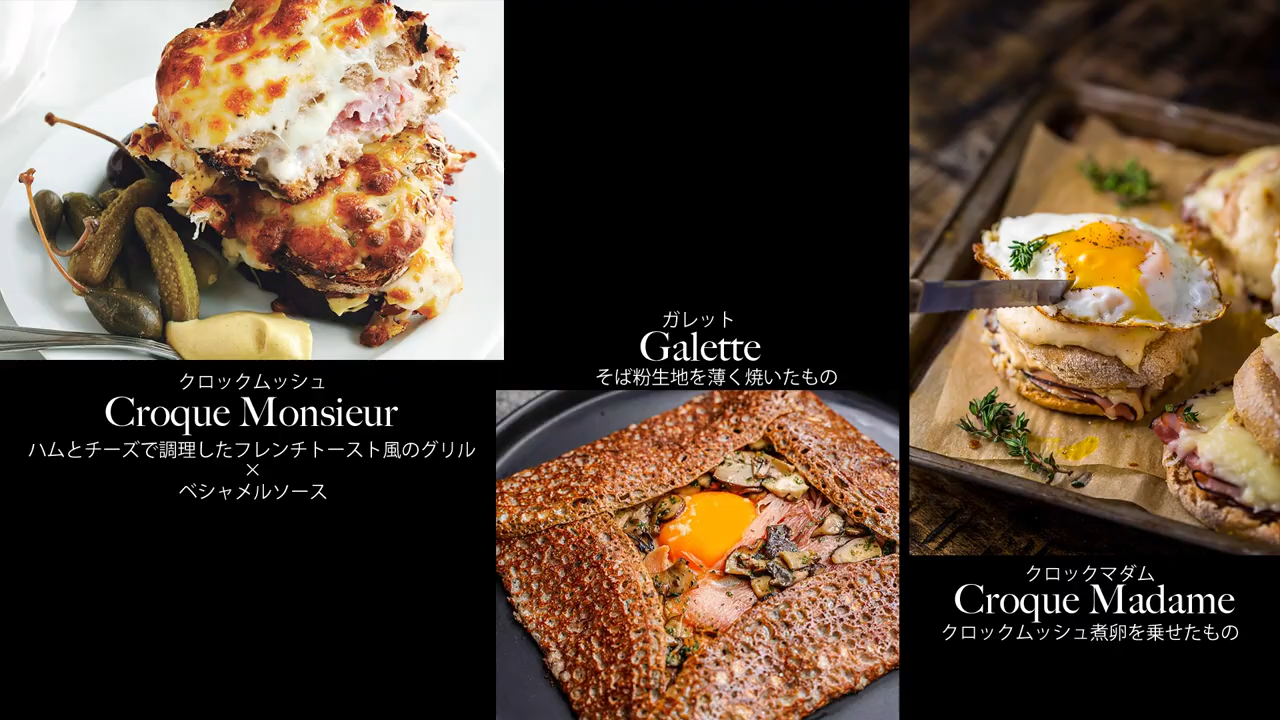 クロックムッシュ
Croque Monsieur
ハムとチーズで調理したフレンチトースト風のグリル
×
ベシャメルソース
ガレット
Galette
そば粉生地を薄く焼いたもの
クロックマダム
Croque Madame
クロックムッシュ煮卵を乗せたもの